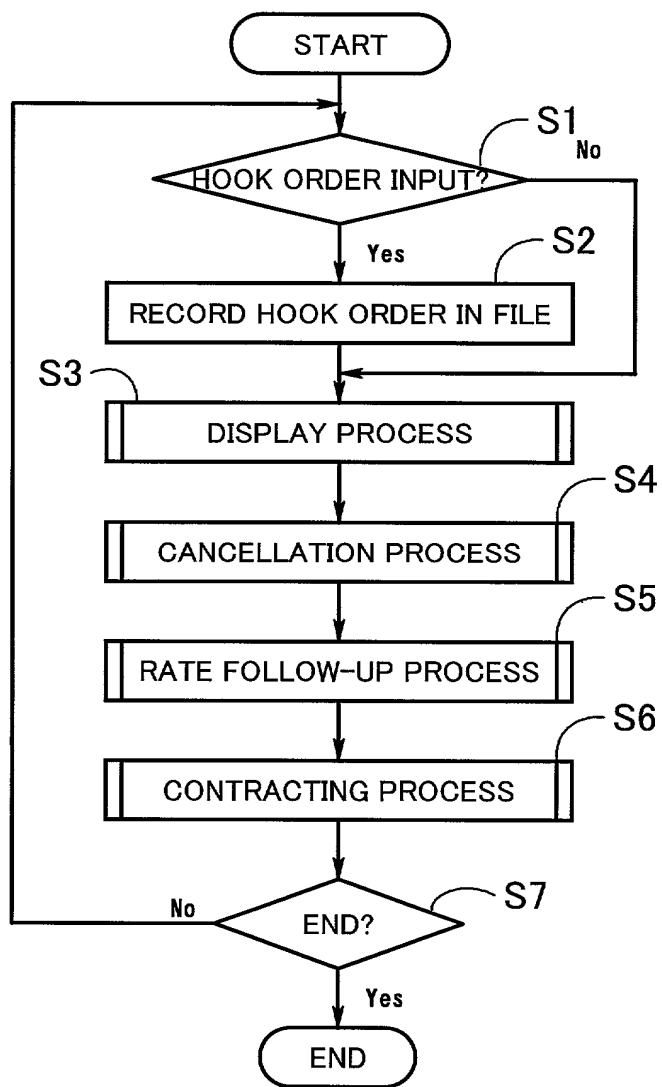 START
S1
No
HOOK ORDER INPUT?
Yes
S2
RECORD HOOK ORDER IN FILE
S3
DISPLAY PROCESS
S4
CANCELLATION PROCESS
S5
RATE FOLLOW-UP PROCESS
S6
CONTRACTING PROCESS
S7
No
END?
Yes
END